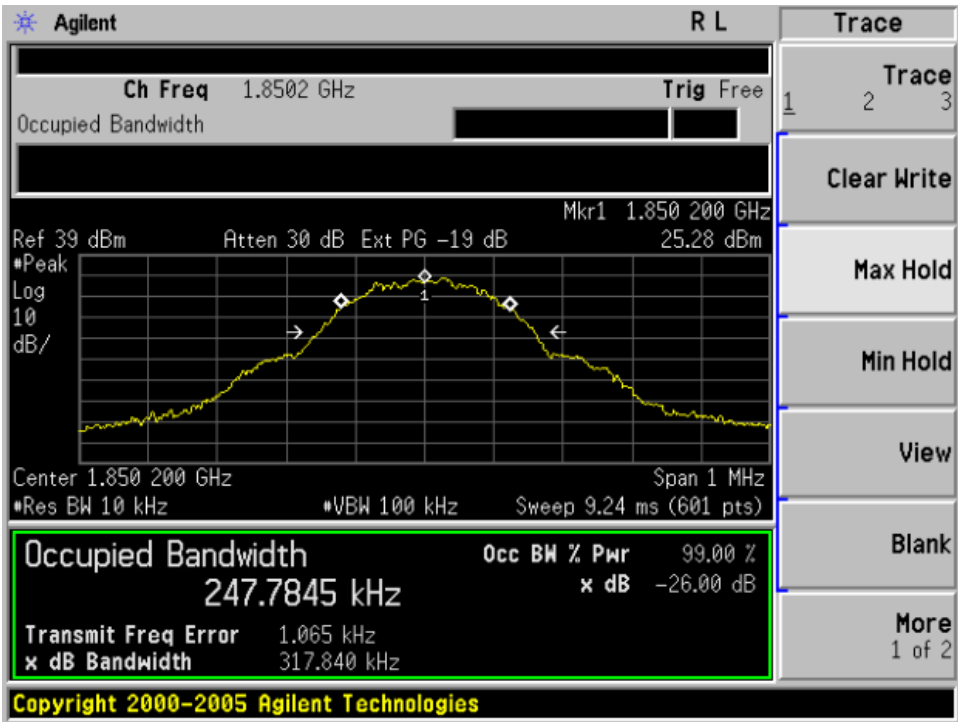 Agilent R L Trace
Ch Freq 1.8502 GHz Trig Free
Occupied Bandwidth
Trace
1 2 3
Clear Write
Max Hold
Min Hold
View
Blank
More
1 of 2
Mkr1 1.850 200 GHz
Ref 39 dBm Atten 30 dB Ext PG -19 dB 25.28 dBm
#Peak
Log
10
dB/
1
Center 1.850 200 GHz Span 1 MHz
#Res BW 10 kHz #VBW 100 kHz Sweep 9.24 ms (601 pts)
Occupied Bandwidth
247.7845 kHz
Occ BW % Pwr 99.00 %
x dB -26.00 dB
Transmit Freq Error 1.065 kHz
x dB Bandwidth 317.840 kHz
Copyright 2000-2005 Agilent Technologies